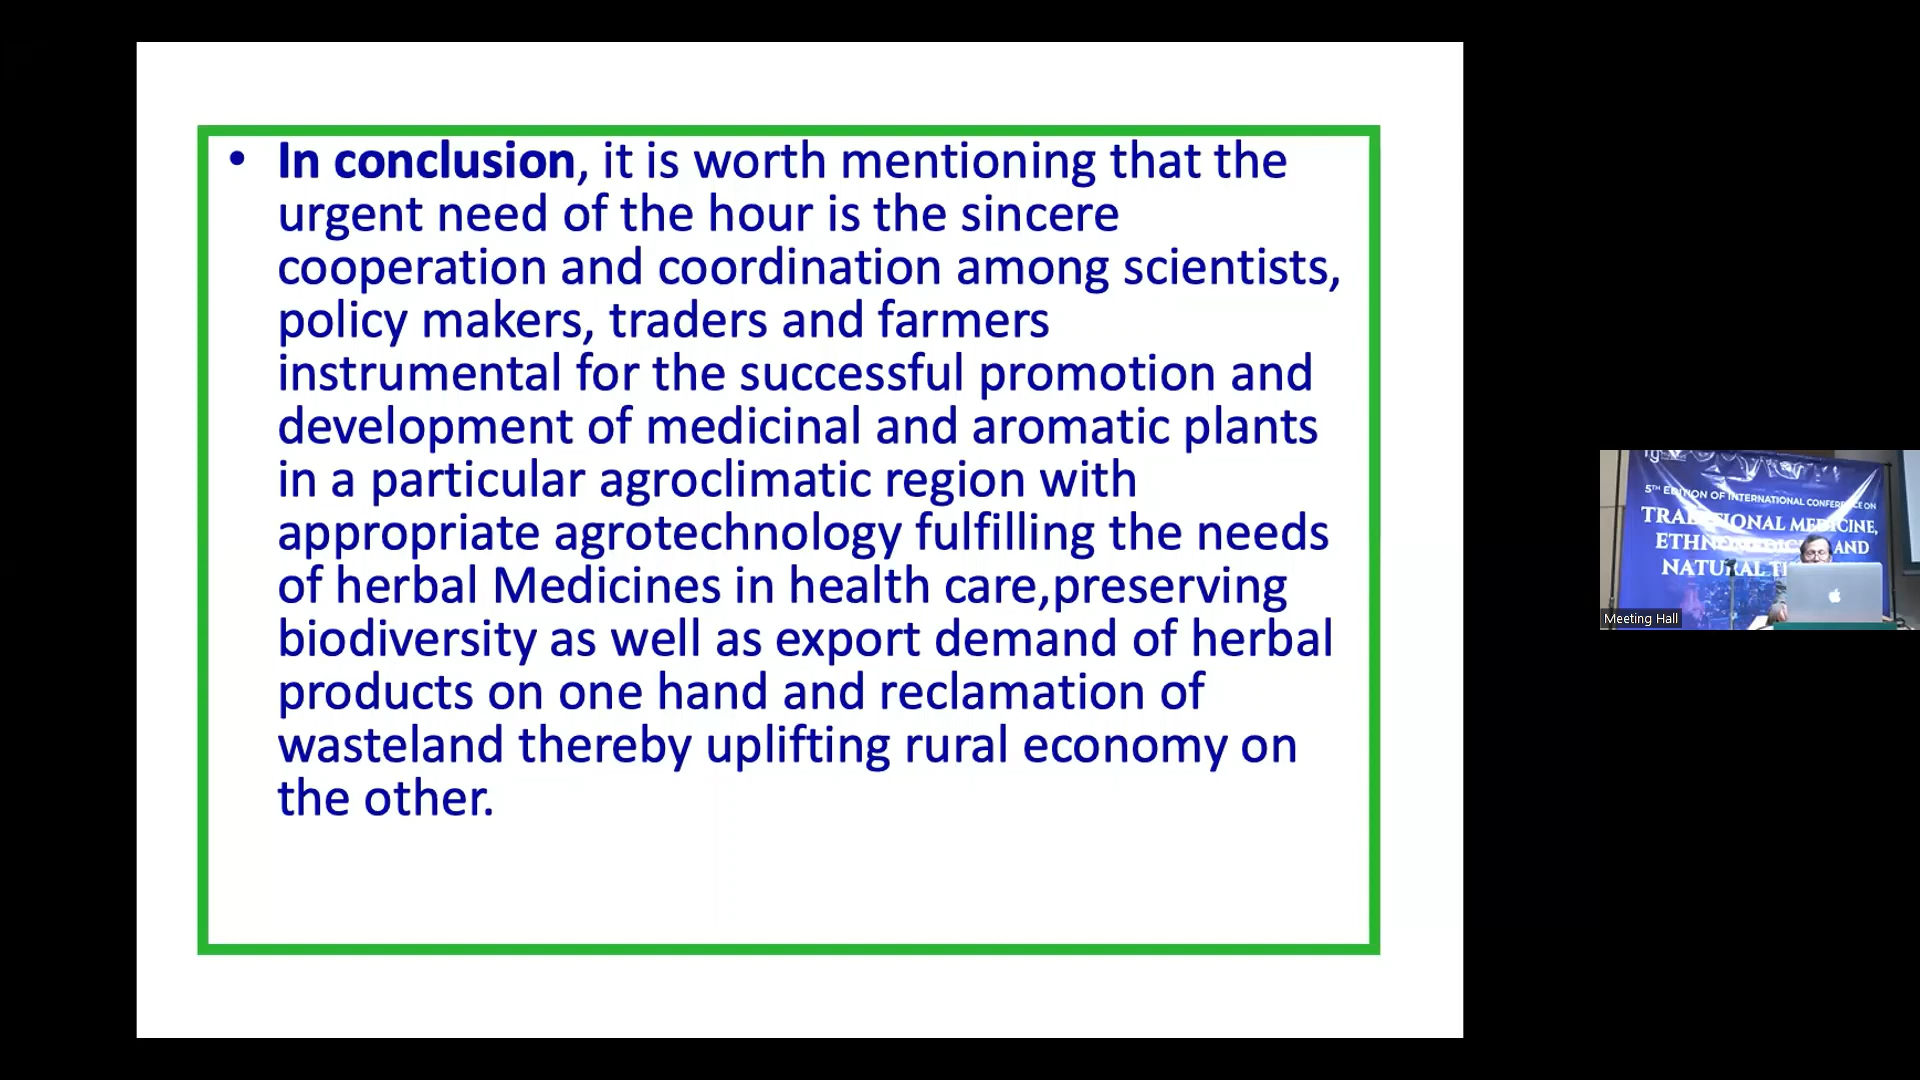 • In conclusion, it is worth mentioning that the
urgent need of the hour is the sincere
cooperation and coordination among scientists,
policy makers, traders and farmers
instrumental for the successful promotion and
development of medicinal and aromatic plants
in a particular agroclimatic region with
appropriate agrotechnology fulfilling the needs
of herbal Medicines in health care,preserving
biodiversity as well as export demand of herbal
products on one hand and reclamation of
wasteland thereby uplifting rural economy on
the other.
5TH EDITION OF INTERNATIONAL CONFERENCE ON
MEDICINE,
AND
NATURAL
Meeting Hall